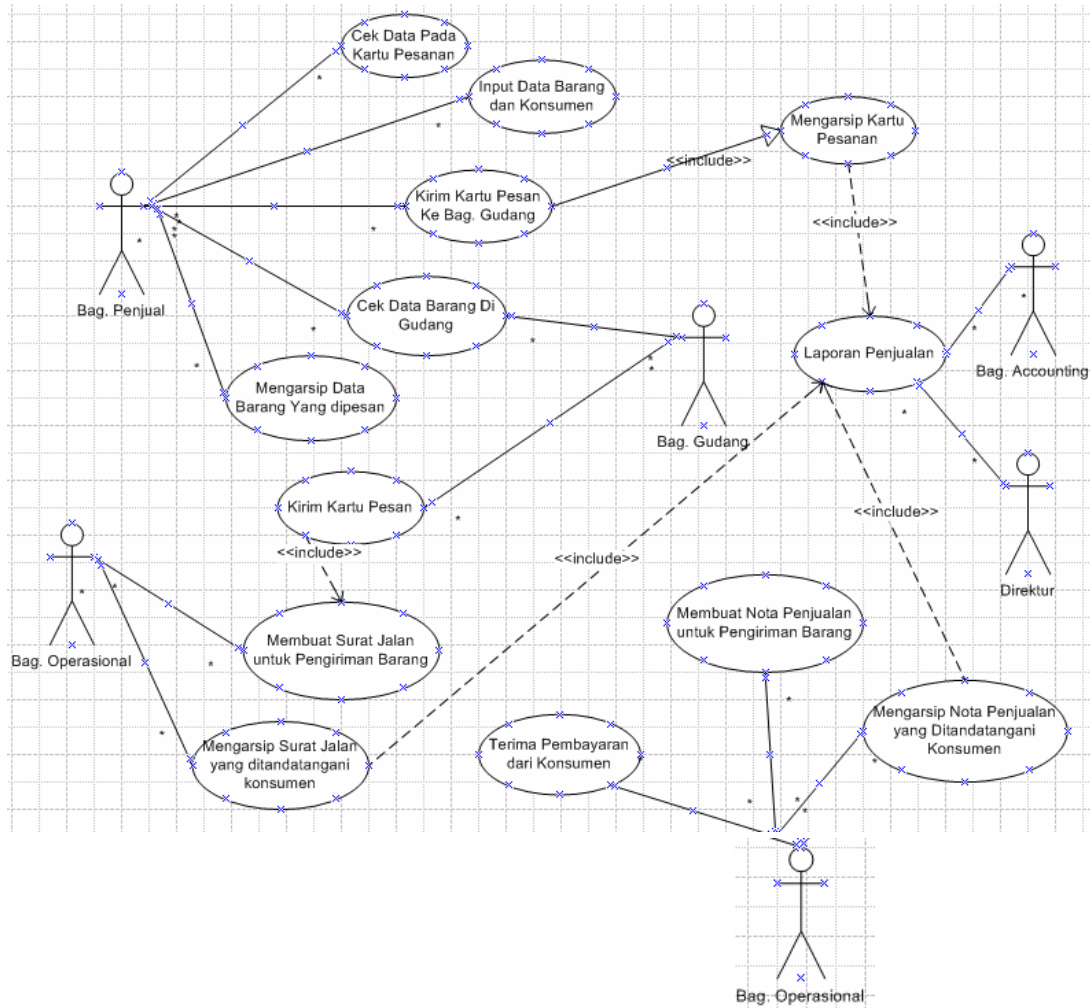 Cek Data Pada
Kartu Pesanan
Input Data Barang
dan Konsumen
Mengarsip Kartu
Pesanan
<<include>>
Kirim Kartu Pesan
Ke Bag. Gudang
<<include>>
Bag. Penjual
Cek Data Barang Di
Gudang
Laporan Penjualan
Bag. Accounting
Mengarsip Data
Barang Yang dipesan
Bag. Gudang
Kirim Kartu Pesan
<<include>>
<<include>>
<<include>>
Direktur
Membuat Nota Penjualan
untuk Pengiriman Barang
Membuat Surat Jalan
untuk Pengiriman Barang
Bag. Operasional
Mengarsip Nota Penjualan
yang Ditandatangani
Konsumen
Mengarsip Surat Jalan
yang ditandatangani
konsumen
Terima Pembayaran
dari Konsumen
Bag. Operasional